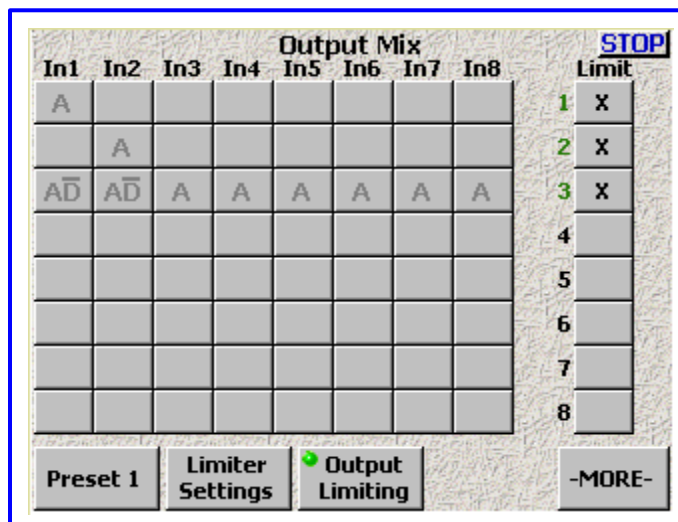 Output Mix
STOP
In1 In2 In3 In4 In5 In6 In7 In8 Limit
A 1 X
A 2 X
AD̅ AD̅ A A A A A A 3 X
4
5
6
7
8
Preset 1
Limiter
Settings
Output
Limiting
-MORE-